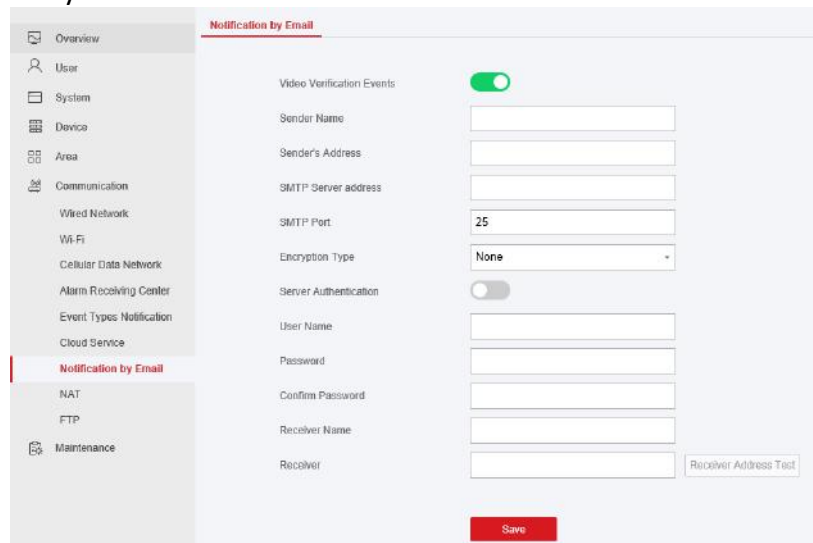 Notification by Email
Overview
User
System
Device
Area
Communication
Wired Network
Wi-Fi
Cellular Data Network
Alarm Receiving Center
Event Types Notification
Cloud Service
Notification by Email
NAT
FTP
Maintenance
Video Verification Events
Sender Name
Sender's Address
SMTP Server address
SMTP Port 25
Encryption Type None
Server Authentication
User Name
Password
Confirm Password
Receiver Name
Receiver Receiver Address Test
Save